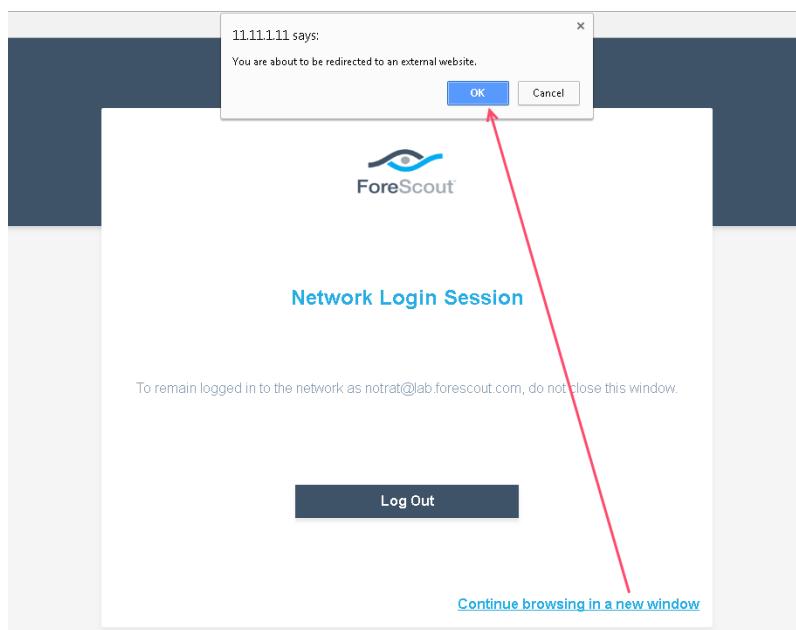 11.11.1.11 says:
You are about to be redirected to an external website.
OK
Cancel
ForeScout
Network Login Session
To remain logged in to the network as notrat@lab.forescout.com, do not close this window.
Log Out
Continue browsing in a new window